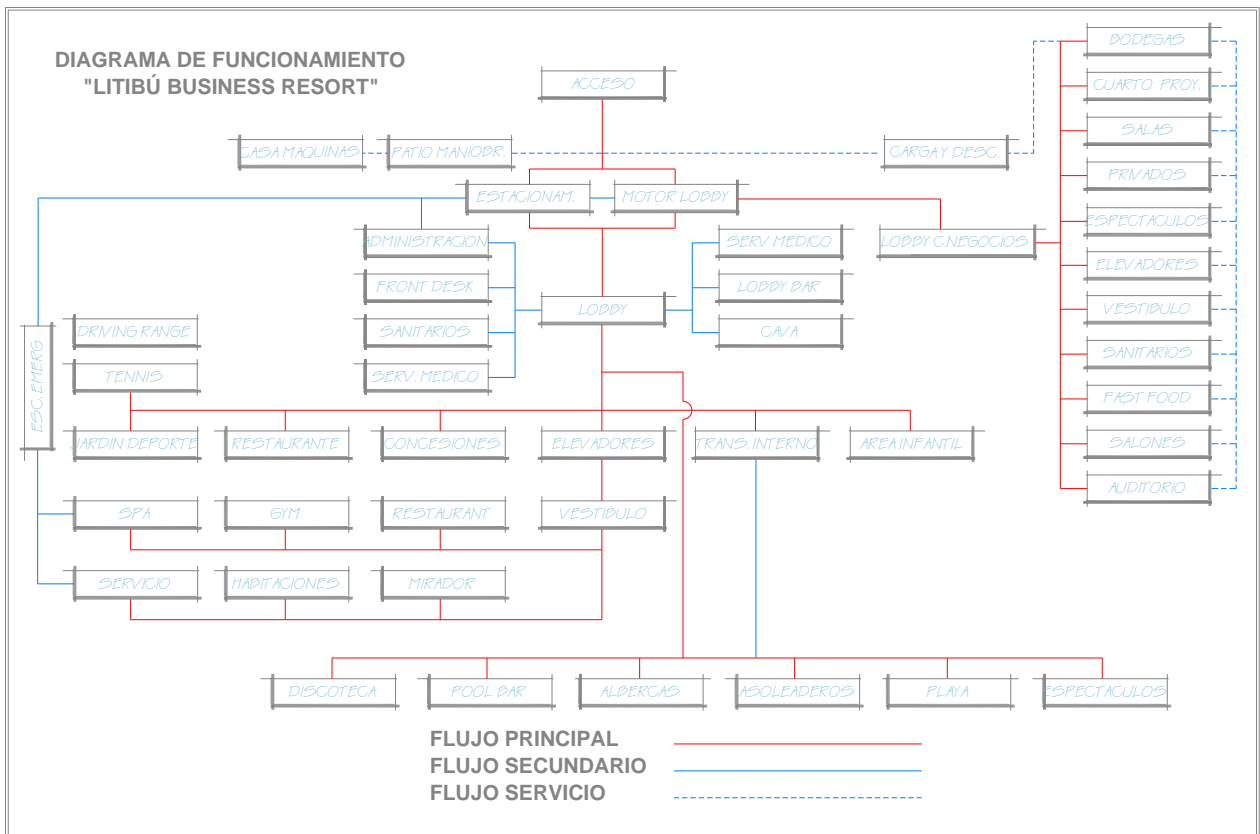 DIAGRAMA DE FUNCIONAMIENTO
"LITIBÚ BUSINESS RESORT"
ACCESO
BODEGAS
CUARTO PROY.
SALAS
PRIVADOS
ESPECTACULOS
ELEVADORES
VESTIBULO
SANITARIOS
FAST FOOD
SALONES
AUDITORIO
CASA MAQUINAS
PATIO MANIOBR.
CARGA Y DESC.
ESTACIONAM.
MOTOR LOBBY
LOBBY C.NEGOCIOS
ADMINISTRACION
FRONT DESK
SANITARIOS
SERV. MEDICO
LOBBY
SERV MEDICO
LOBBY BAR
CAVA
ESC. EMERG
DRIVING RANGE
TENNIS
JARDIN DEPORTE
RESTAURANTE
CONCESIONES
ELEVADORES
TRANS. INTERNO
AREA INFANTIL
SPA
GYM
RESTAURANT
VESTIBULO
SERVICIO
HABITACIONES
MIRADOR
DISCOTECA
POOL BAR
ALBERCAS
ASOLEADEROS
PLAYA
ESPECTACULOS
FLUJO PRINCIPAL
FLUJO SECUNDARIO
FLUJO SERVICIO